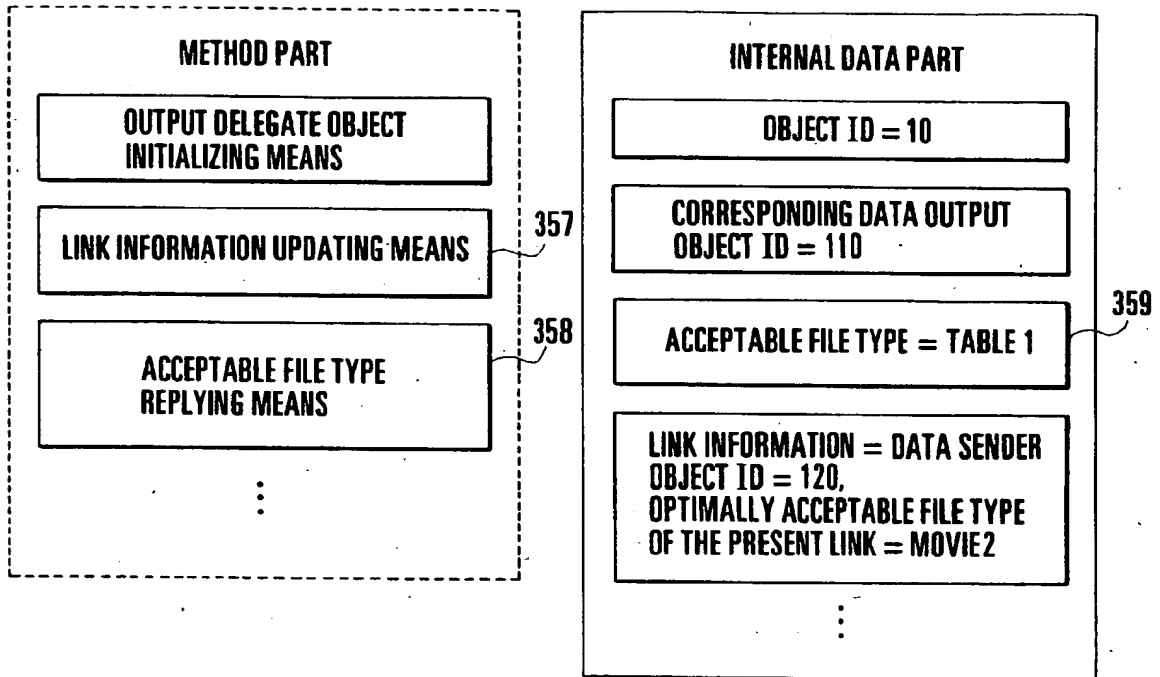 METHOD PART
OUTPUT DELEGATE OBJECT
INITIALIZING MEANS
LINK INFORMATION UPDATING MEANS
357
358
ACCEPTABLE FILE TYPE
REPLYING MEANS
INTERNAL DATA PART
OBJECT ID = 10
CORRESPONDING DATA OUTPUT
OBJECT ID = 110
359
ACCEPTABLE FILE TYPE = TABLE 1
LINK INFORMATION = DATA SENDER
OBJECT ID = 120,
OPTIMALLY ACCEPTABLE FILE TYPE
OF THE PRESENT LINK = MOVIE2